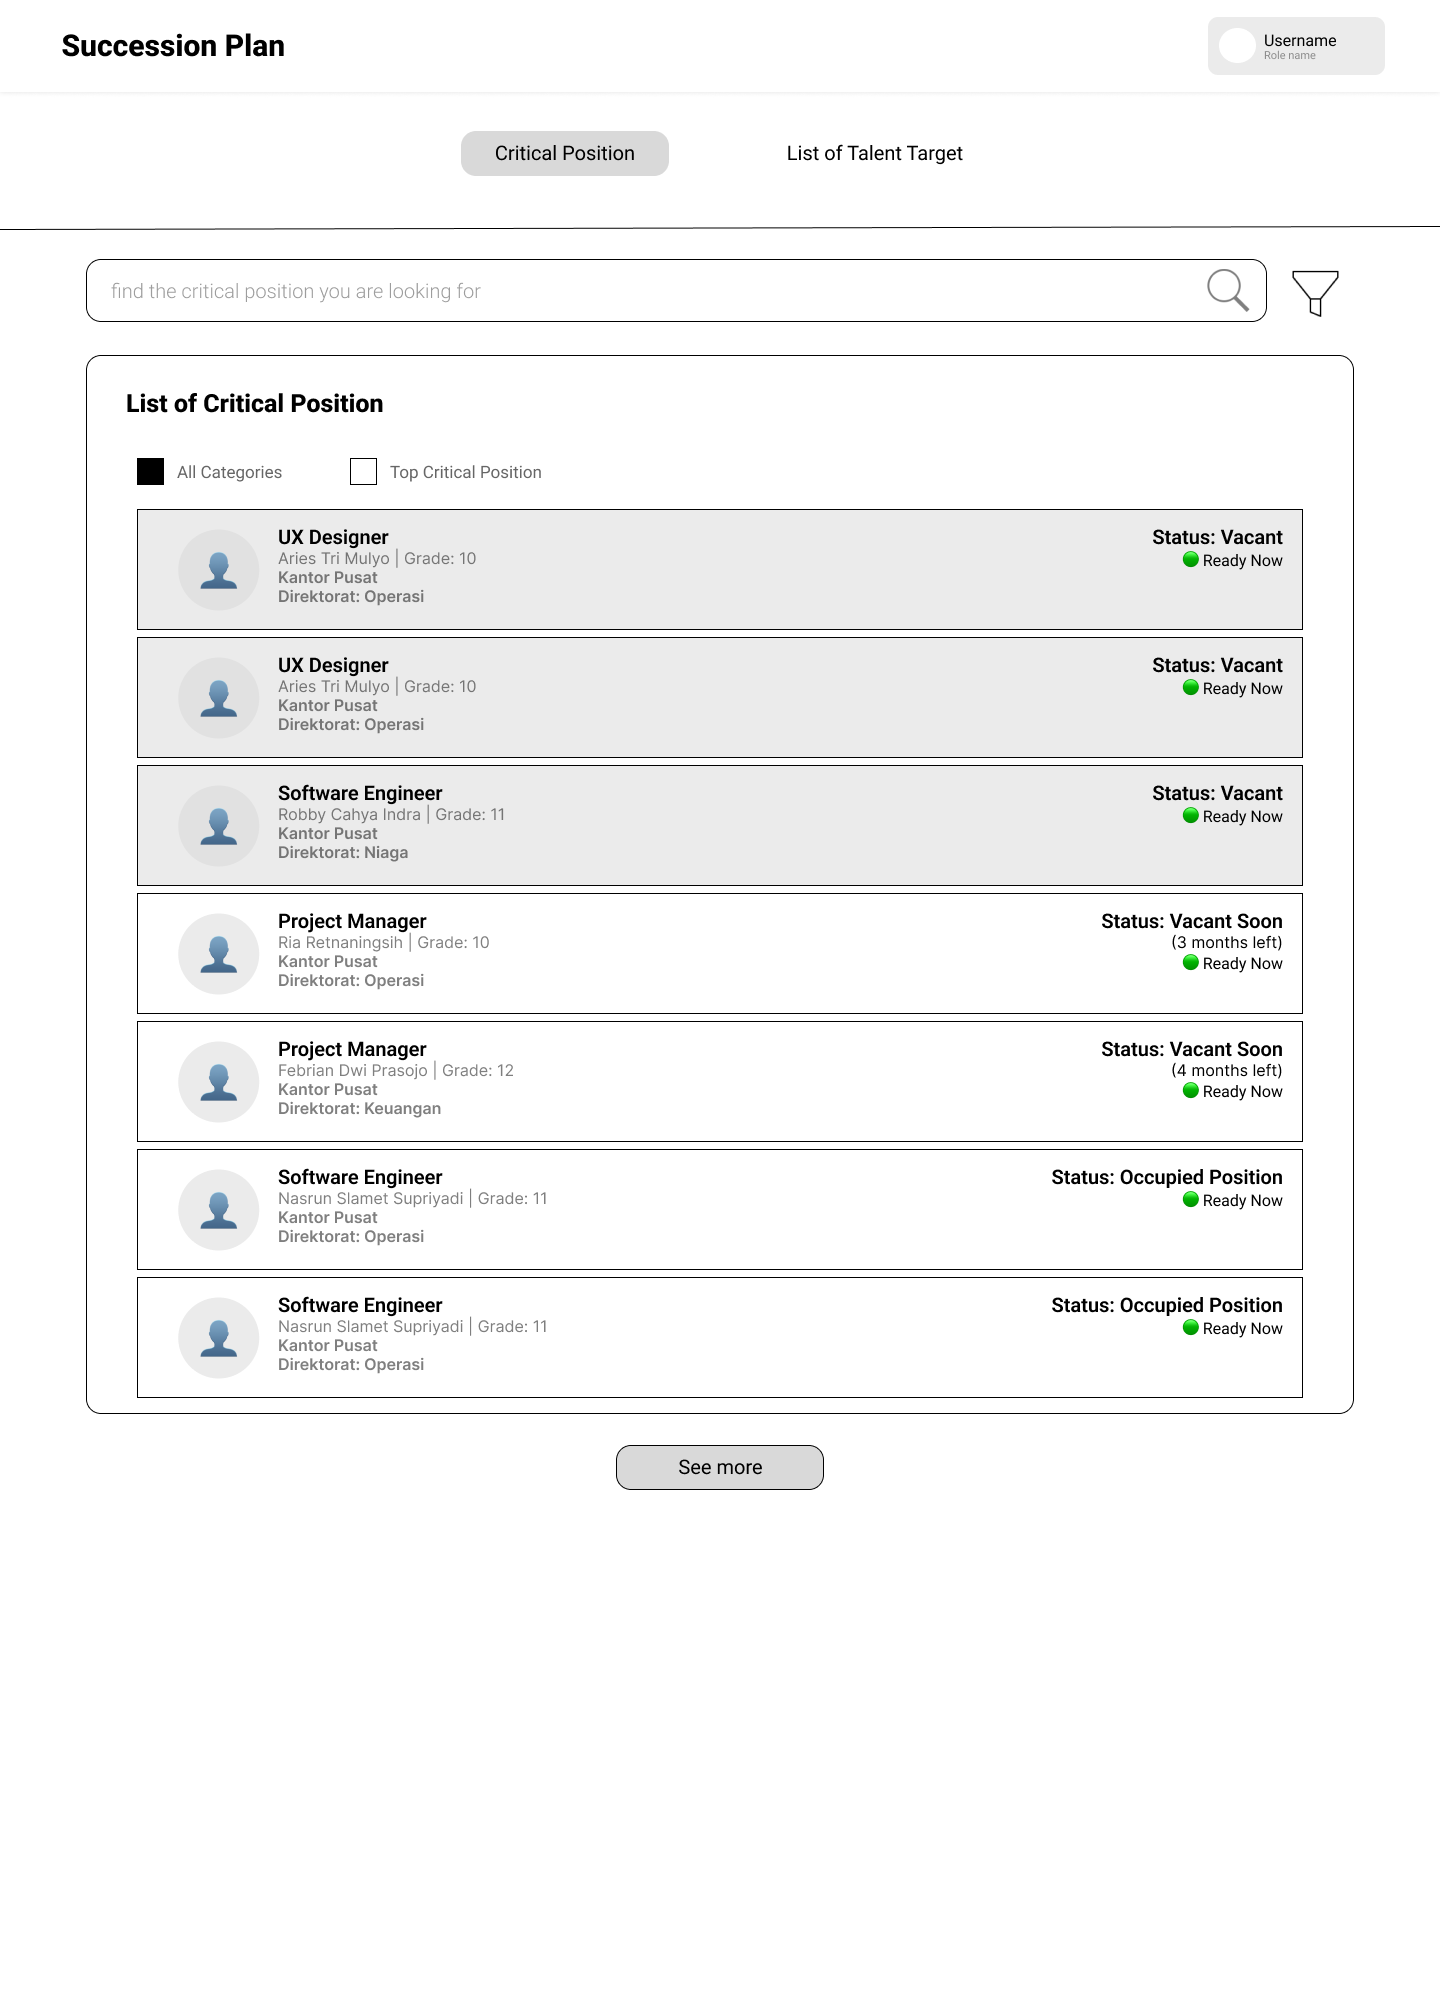 Succession Plan
Username
Role name
Critical Position
List of Talent Target
find the critical position you are looking for
List of Critical Position
All Categories
Top Critical Position
UX Designer
Aries Tri Mulyo | Grade: 10
Kantor Pusat
Direktorat: Operasi
Status: Vacant
Ready Now
UX Designer
Aries Tri Mulyo | Grade: 10
Kantor Pusat
Direktorat: Operasi
Status: Vacant
Ready Now
Software Engineer
Robby Cahya Indra | Grade: 11
Kantor Pusat
Direktorat: Niaga
Status: Vacant
Ready Now
Project Manager
Ria Retnaningsih | Grade: 10
Kantor Pusat
Direktorat: Operasi
Status: Vacant Soon
(3 months left)
Ready Now
Project Manager
Febrian Dwi Prasojo | Grade: 12
Kantor Pusat
Direktorat: Keuangan
Status: Vacant Soon
(4 months left)
Ready Now
Software Engineer
Nasrun Slamet Supriyadi | Grade: 11
Kantor Pusat
Direktorat: Operasi
Status: Occupied Position
Ready Now
Software Engineer
Nasrun Slamet Supriyadi | Grade: 11
Kantor Pusat
Direktorat: Operasi
Status: Occupied Position
Ready Now
See more